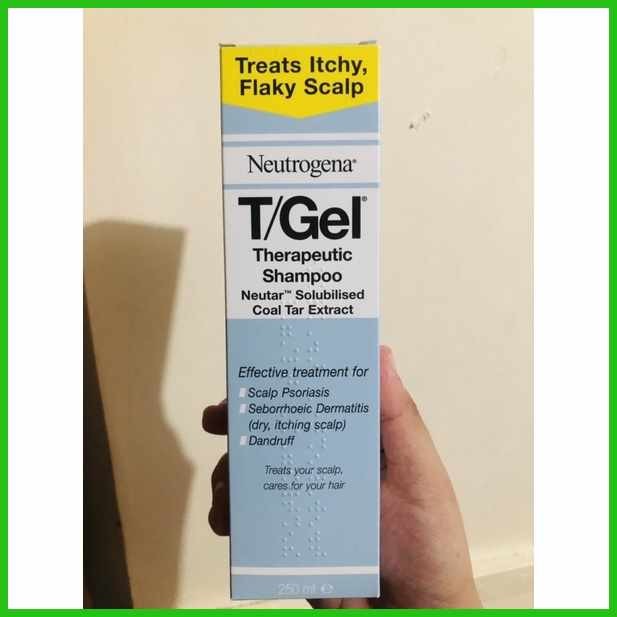 Treats Itchy,
Flaky Scalp
Neutrogena®
T/Gel®
Therapeutic
Shampoo
Neutar™ Solubilised
Coal Tar Extract
Effective treatment for
Scalp Psoriasis
Seborrhoeic Dermatitis
(dry, itching scalp)
Dandruff
Treats your scalp,
cares for your hair
250 ml ℮